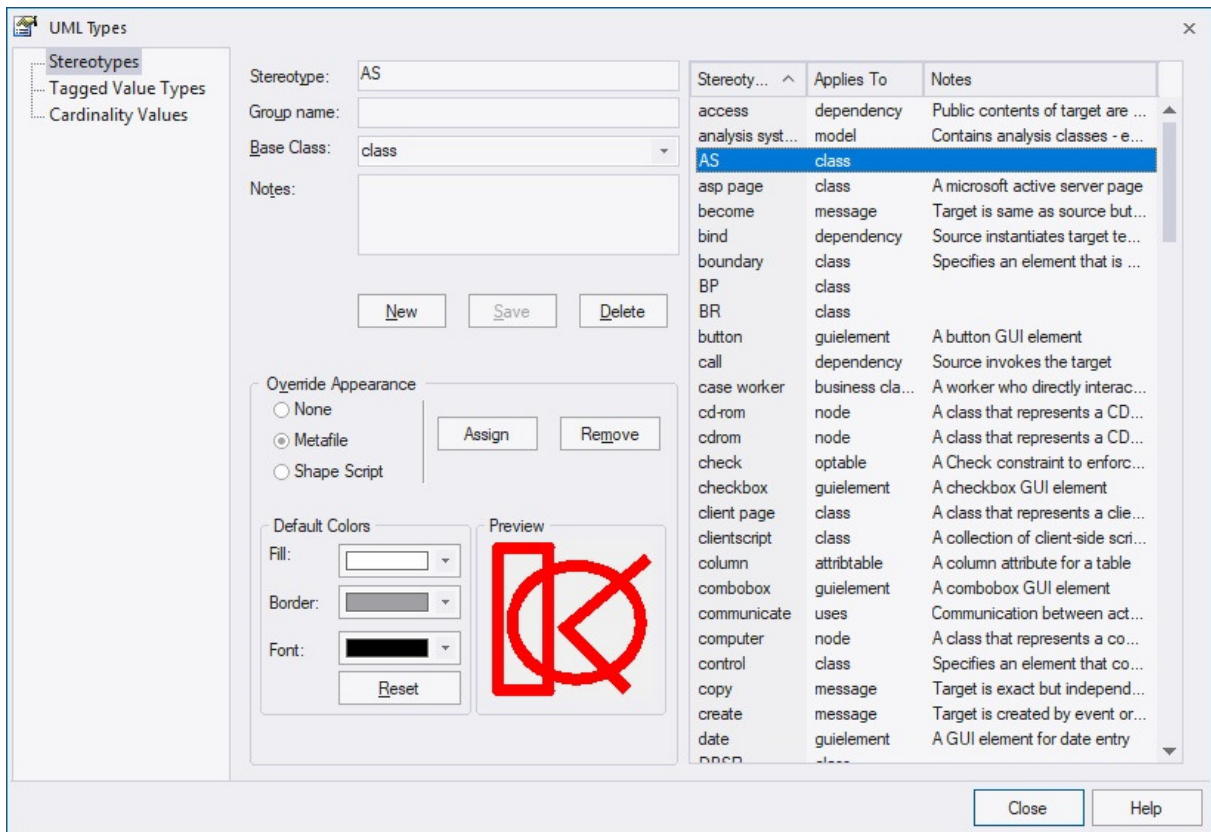 UML Types
Stereotypes
Tagged Value Types
Cardinality Values
Stereotype: AS
Group name:
Base Class: class
Notes:
New Save Delete
Override Appearance
None
Metafile
Shape Script
Assign Remove
Default Colors
Fill:
Border:
Font:
Reset
Preview
Steroty... Applies To Notes
access dependency Public contents of target are ...
analysis syst... model Contains analysis classes - e...
AS class
asp page class A microsoft active server page
become message Target is same as source but...
bind dependency Source instantiates target te...
boundary class Specifies an element that is ...
BP class
BR class
button guielement A button GUI element
call dependency Source invokes the target
case worker business cla... A worker who directly interac...
cd-rom node A class that represents a CD...
cdrom node A class that represents a CD...
check optable A Check constraint to enforc...
checkbox guielement A checkbox GUI element
client page class A class that represents a clie...
clientscript class A collection of client-side scri...
column attribtable A column attribute for a table
combobox guielement A combobox GUI element
communicate uses Communication between act...
computer node A class that represents a co...
control class Specifies an element that co...
copy message Target is exact but independ...
create message Target is created by event or...
date guielement A GUI element for date entry
Close Help